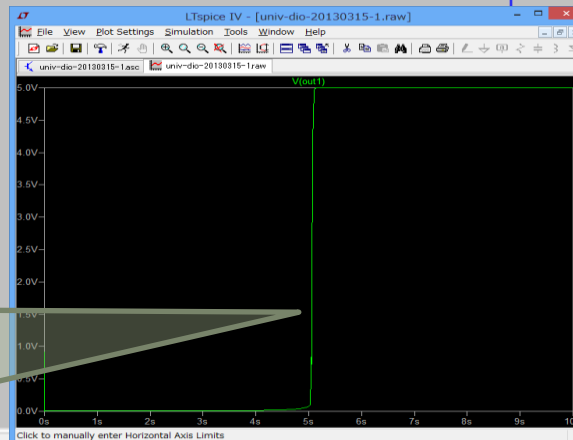 LTspice IV - [univ-dio-20130315-1.raw]
File View Plot Settings Simulation Tools Window Help
univ-dio-20130315-1.asc univ-dio-20130315-1.raw
V(out1)
5.0V
4.5V
4.0V
3.5V
3.0V
2.5V
2.0V
1.5V
1.0V
0.5V
0.0V
0s 1s 2s 3s 4s 5s 6s 7s 8s 9s 10
Click to manually enter Horizontal Axis Limits